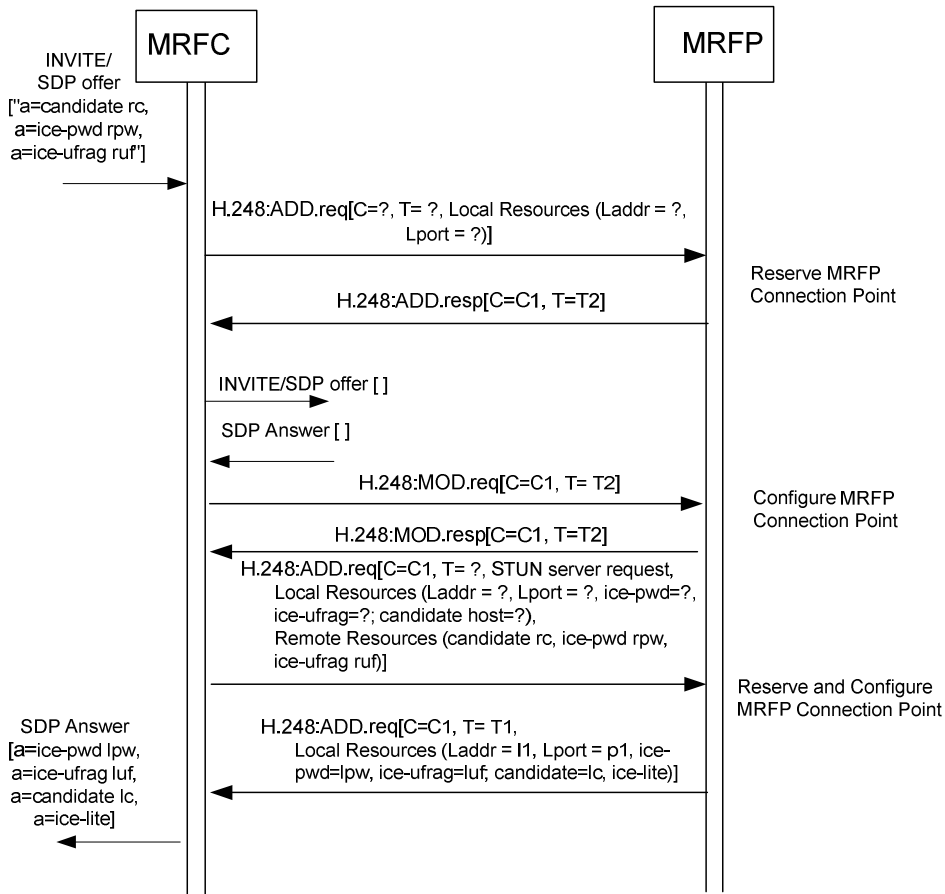 MRFC
MRFP
INVITE/
SDP offer
["a=candidate rc,
a=ice-pwd rpw,
a=ice-ufrag ruf"]
H.248:ADD.req[C=?, T= ?, Local Resources (Laddr = ?,
Lport = ?)]
Reserve MRFP
Connection Point
H.248:ADD.resp[C=C1, T=T2]
INVITE/SDP offer [ ]
SDP Answer [ ]
H.248:MOD.req[C=C1, T= T2]
Configure MRFP
Connection Point
H.248:MOD.resp[C=C1, T=T2]
H.248:ADD.req[C=C1, T= ?, STUN server request,
Local Resources (Laddr = ?, Lport = ?, ice-pwd=?,
ice-ufrag=?; candidate host=?),
Remote Resources (candidate rc, ice-pwd rpw,
ice-ufrag ruf)]
Reserve and Configure
MRFP Connection Point
H.248:ADD.req[C=C1, T= T1,
Local Resources (Laddr = l1, Lport = p1, ice-
pwd=lpw, ice-ufrag=luf; candidate=lc, ice-lite)]
SDP Answer
[a=ice-pwd lpw,
a=ice-ufrag luf,
a=candidate lc,
a=ice-lite]